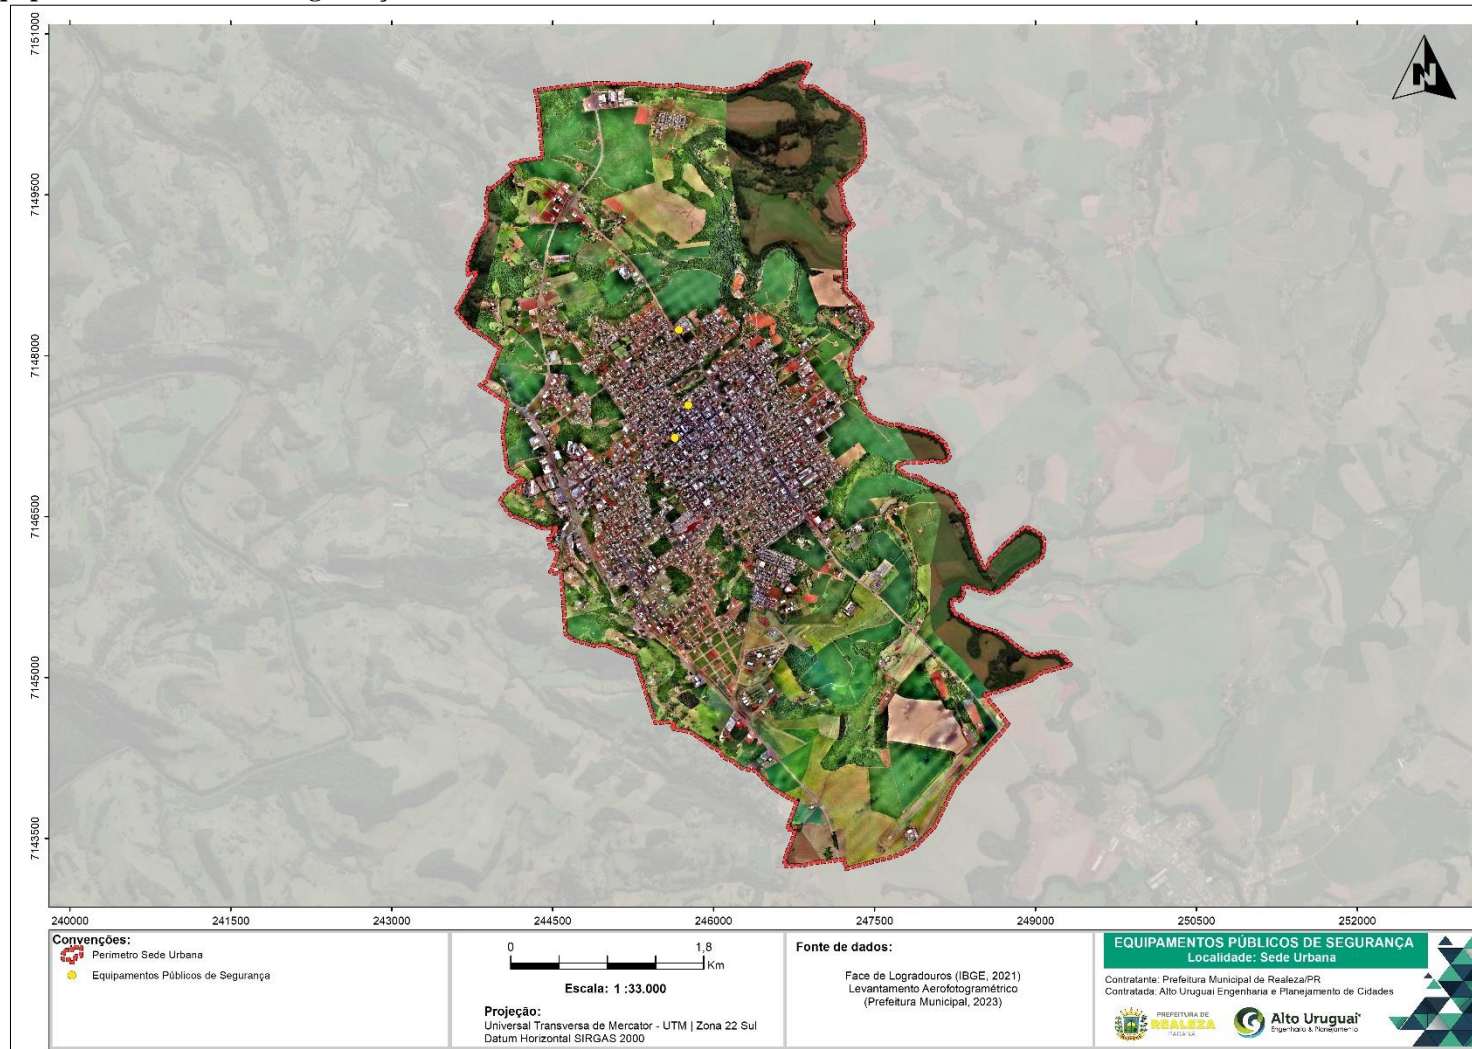 7151000
7149500
7148000
7146500
7145000
7143500
N
240000 241500 243000 244500 246000 247500 249000 250500 252000
Convenções:
Perimetro Sede Urbana
Equipamentos Públicos de Segurança
0 1,8
Km
Escala: 1 :33.000
Projeção:
Universal Transversa de Mercator - UTM | Zona 22 Sul
Datum Horizontal SIRGAS 2000
Fonte de dados:
Face de Logradouros (IBGE, 2021)
Levantamento Aerofotogramétrico
(Prefeitura Municipal, 2023)
EQUIPAMENTOS PÚBLICOS DE SEGURANÇA
Localidade: Sede Urbana
Contratante: Prefeitura Municipal de Realeza/PR
Contratada: Alto Uruguai Engenharia e Planejamento de Cidades
PREFEITURA DE
REALEZA
PARANÁ
Alto Uruguai
Engenharia & Planejamento